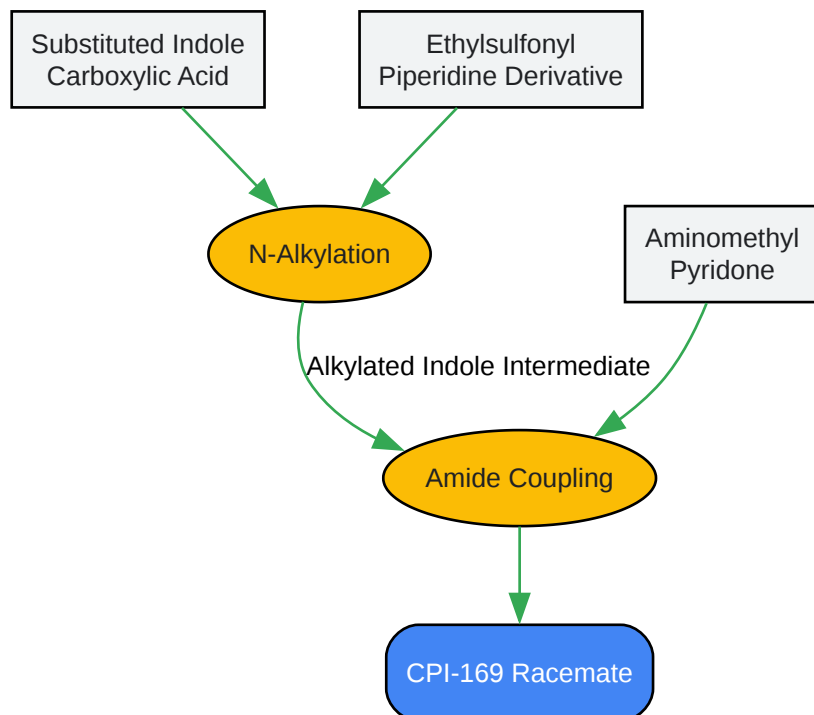 Substituted Indole
Carboxylic Acid
Ethylsulfonyl
Piperidine Derivative
N-Alkylation
Aminomethyl
Pyridone
Alkylated Indole Intermediate
Amide Coupling
CPI-169 Racemate